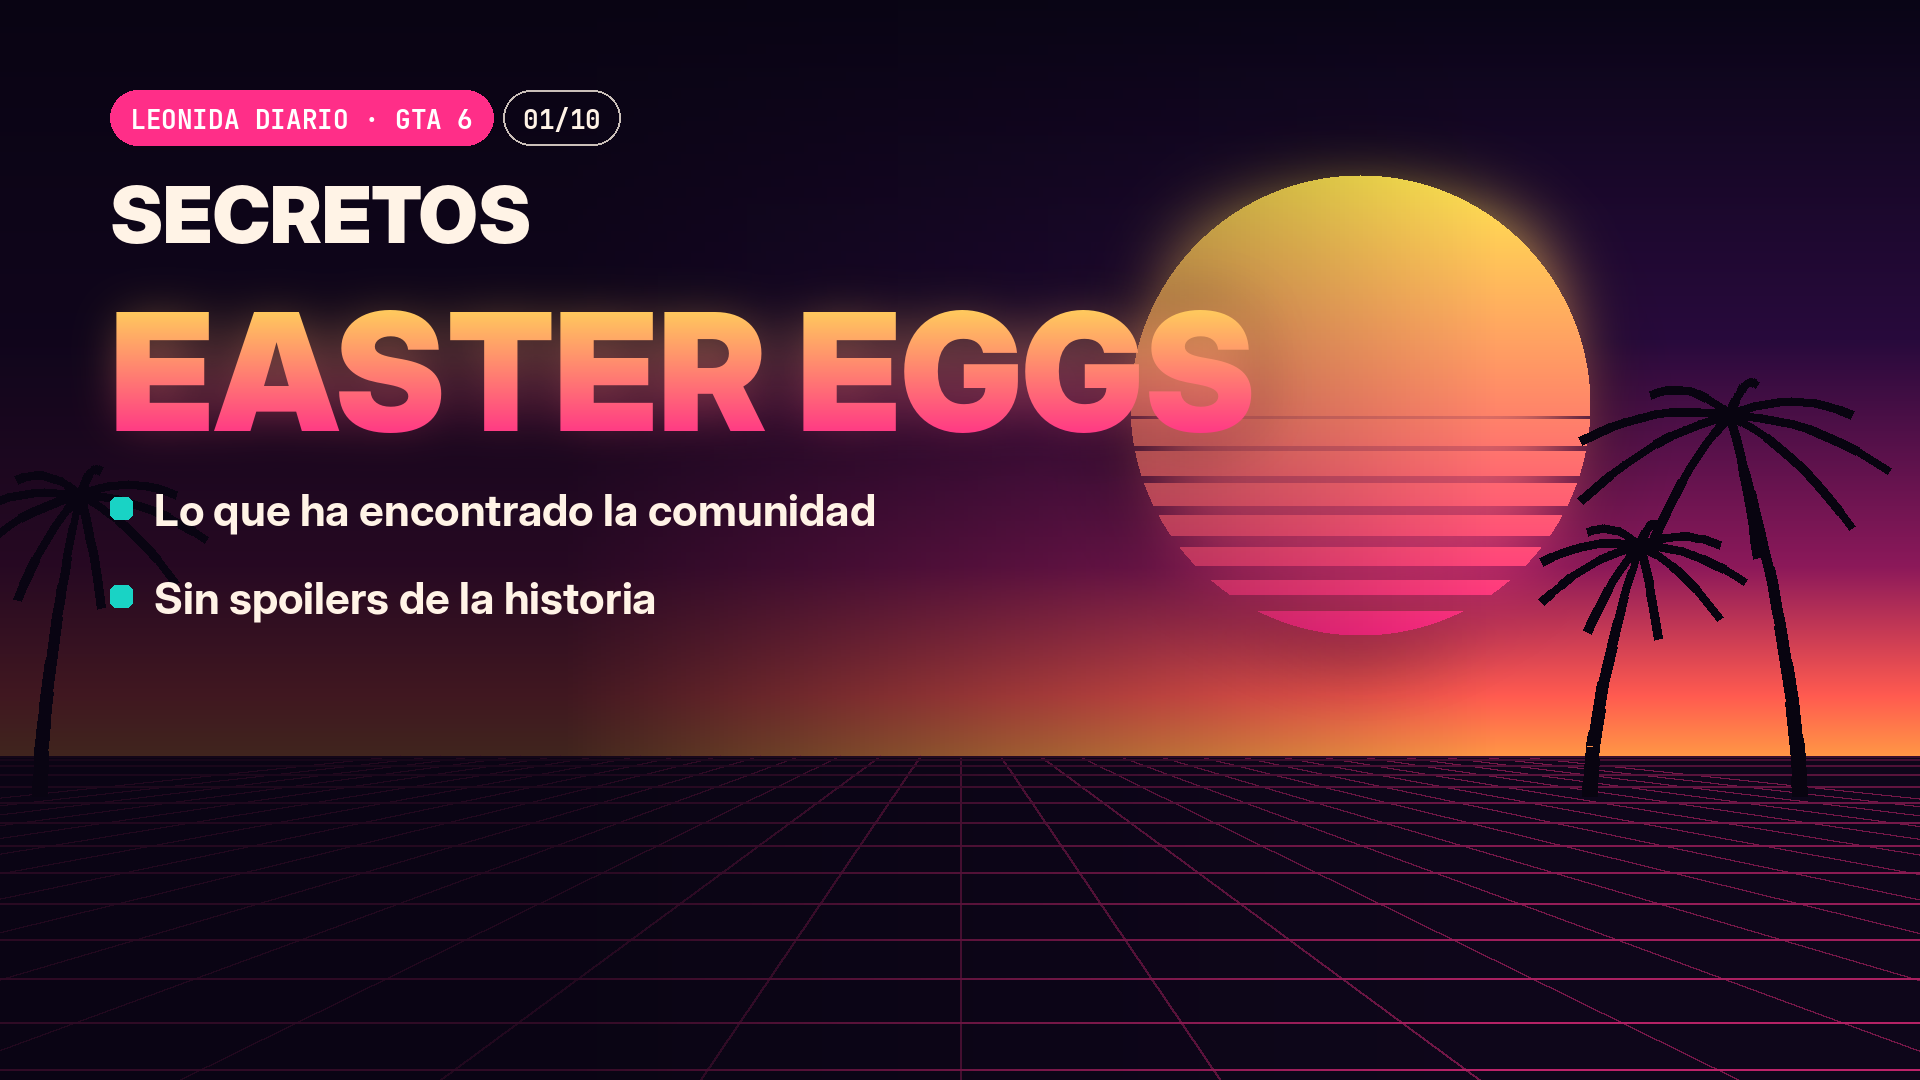 LEONIDA DIARIO · GTA 6
01/10
SECRETOS
EASTER EGGS
Lo que ha encontrado la comunidad
Sin spoilers de la historia